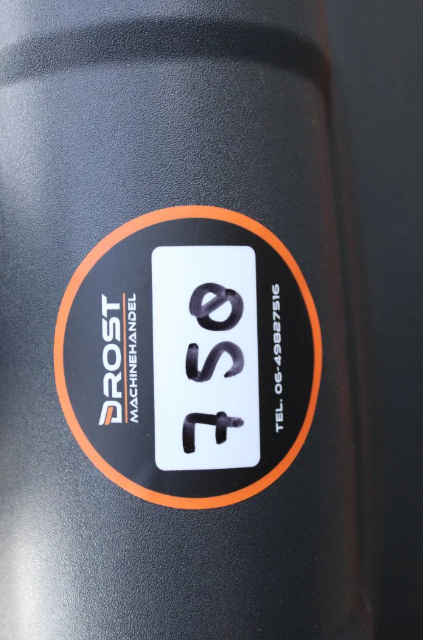 DROST
MACHINEHANDEL
750
TEL. 06-49827516